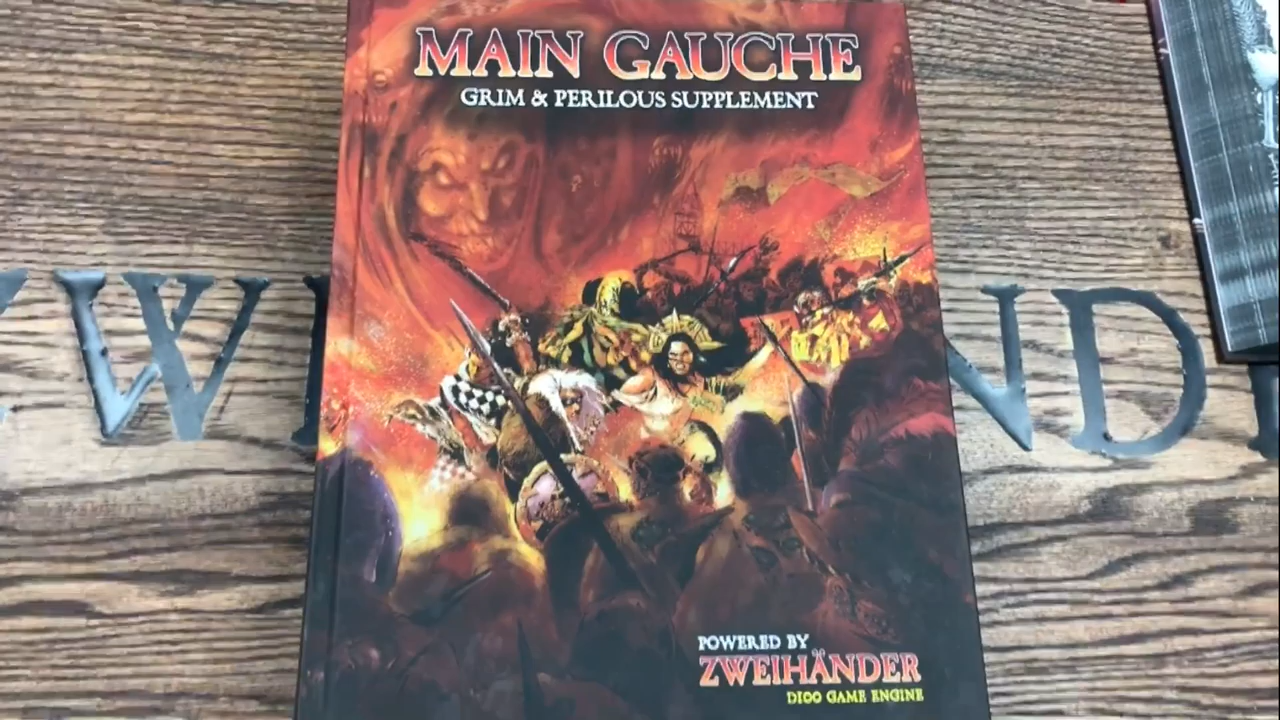 MAIN GAUCHE
GRIM & PERILOUS SUPPLEMENT
POWERED BY
ZWEIHÄNDER
D100 GAME ENGINE